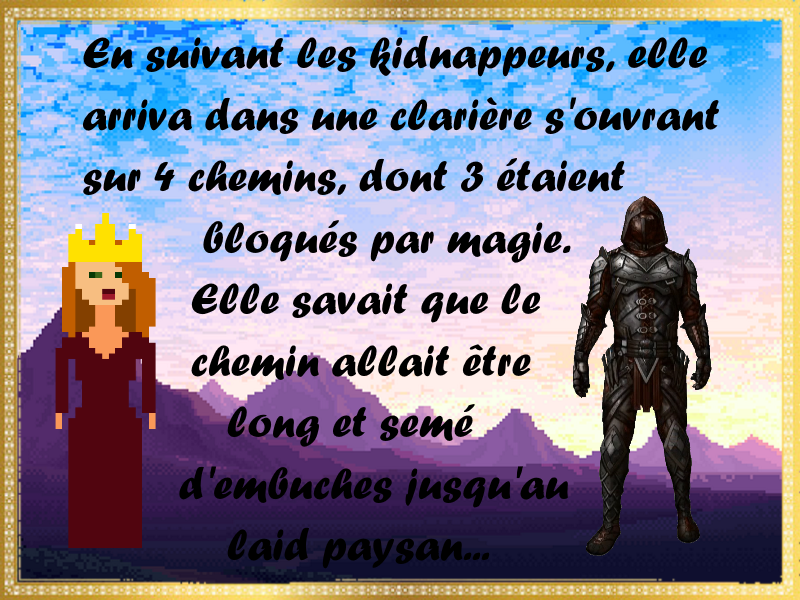 En suivant les kidnappeurs, elle
arriva dans une clarière s'ouvrant
sur 4 chemins, dont 3 étaient
bloqués par magie.
Elle savait que le
chemin allait être
long et semé
d'embuches jusqu'au
laid paysan...